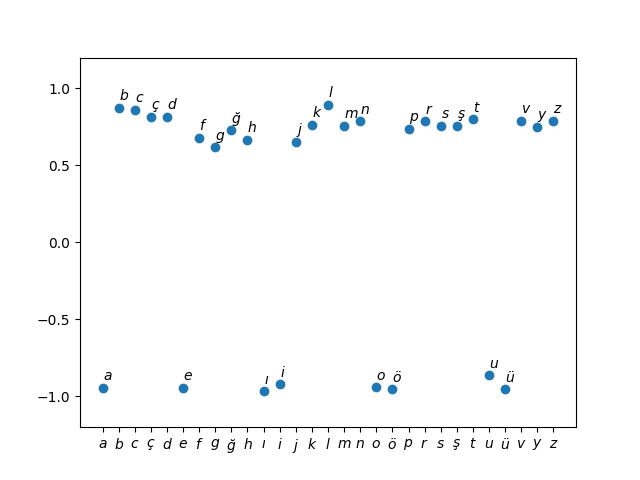 1.0
0.5
0.0
−0.5
−1.0
b c ç d f g ğ h j k l m n p r s ş t v y z
a e ı i o ö u ü
a b c ç d e f g ğ h ı i j k l m n o ö p r s ş t u ü v y z